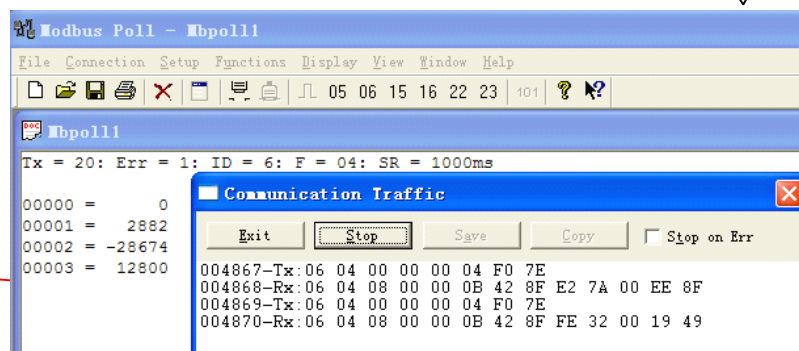 Modbus Poll - Mbpoll1
File Connection Setup Functions Display View Window Help
05 06 15 16 22 23 101
Mbpoll1
Tx = 20: Err = 1: ID = 6: F = 04: SR = 1000ms
00000 = 0
00001 = 2882
00002 = -28674
00003 = 12800
Communication Traffic
Exit Stop Save Copy Stop on Err
004867-Tx:06 04 00 00 00 04 F0 7E
004868-Rx:06 04 08 00 00 0B 42 8F E2 7A 00 EE 8F
004869-Tx:06 04 00 00 00 04 F0 7E
004870-Rx:06 04 08 00 00 0B 42 8F FE 32 00 19 49